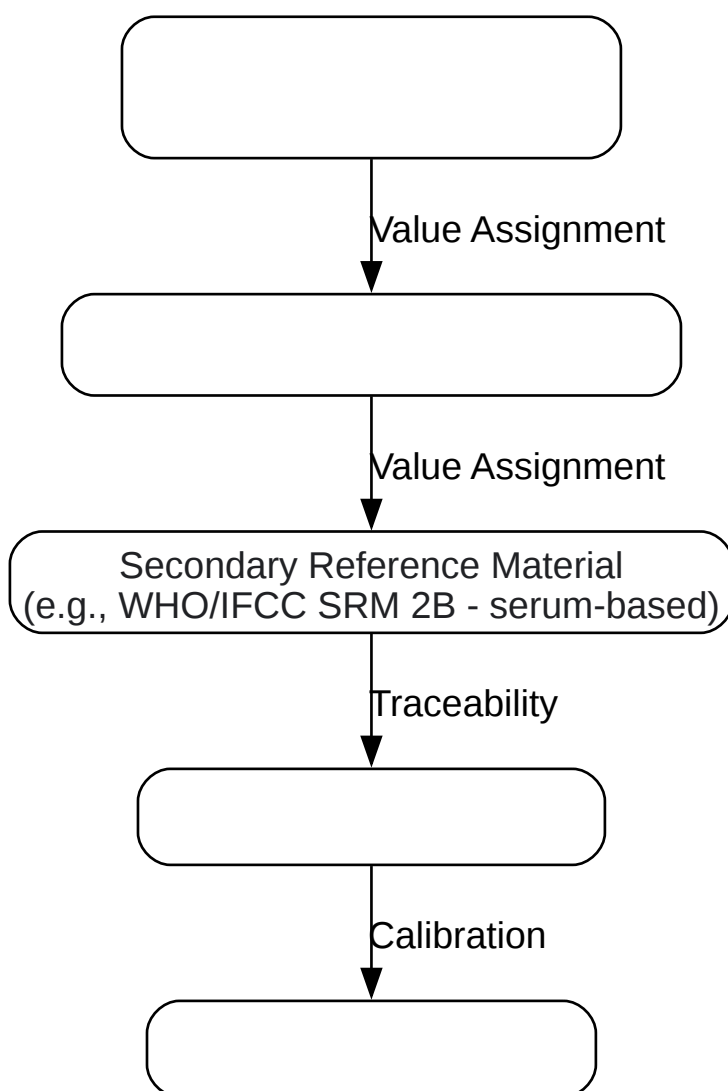 Value Assignment
Value Assignment
Secondary Reference Material
(e.g., WHO/IFCC SRM 2B - serum-based)
Traceability
Calibration